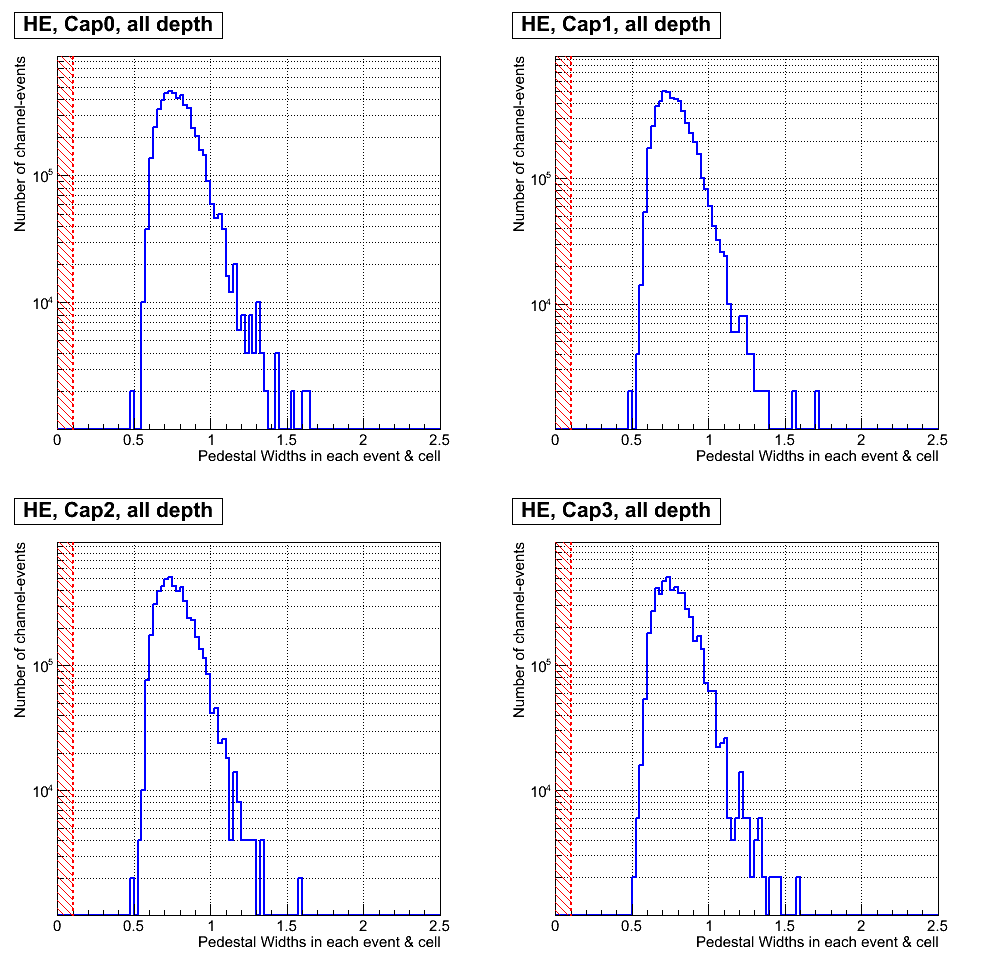 HE, Cap0, all depth
Number of channel-events
10⁵
10⁴
0 0.5 1 1.5 2 2.5
Pedestal Widths in each event & cell
HE, Cap1, all depth
Number of channel-events
10⁵
10⁴
0 0.5 1 1.5 2 2.5
Pedestal Widths in each event & cell
HE, Cap2, all depth
Number of channel-events
10⁵
10⁴
0 0.5 1 1.5 2 2.5
Pedestal Widths in each event & cell
HE, Cap3, all depth
Number of channel-events
10⁵
10⁴
0 0.5 1 1.5 2 2.5
Pedestal Widths in each event & cell